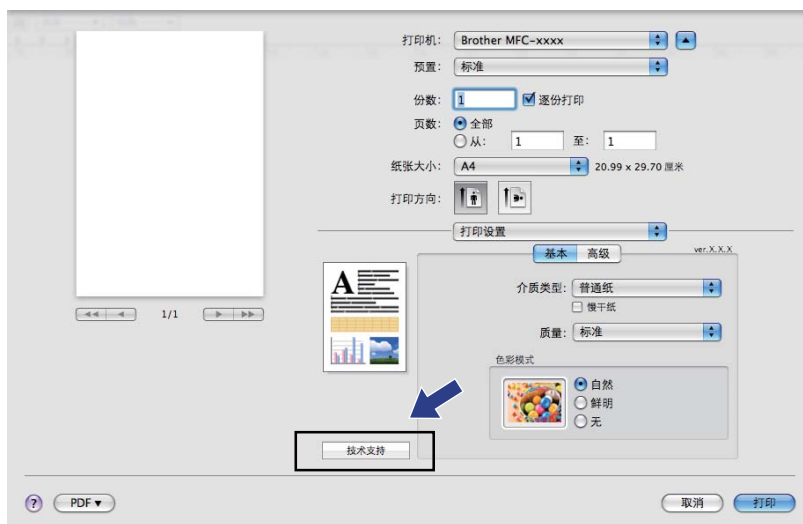 打印机: Brother MFC-xxxx
预置: 标准
份数: 1 逐份打印
页数: 全部
从: 1 至: 1
纸张大小: A4 20.99 x 29.70 厘米
打印方向:
打印设置
基本 高级 ver.X.X.X
介质类型: 普通纸
慢干纸
质量: 标准
色彩模式
自然
鲜明
无
A
1/1
技术支持
? PDF▼ 取消 打印